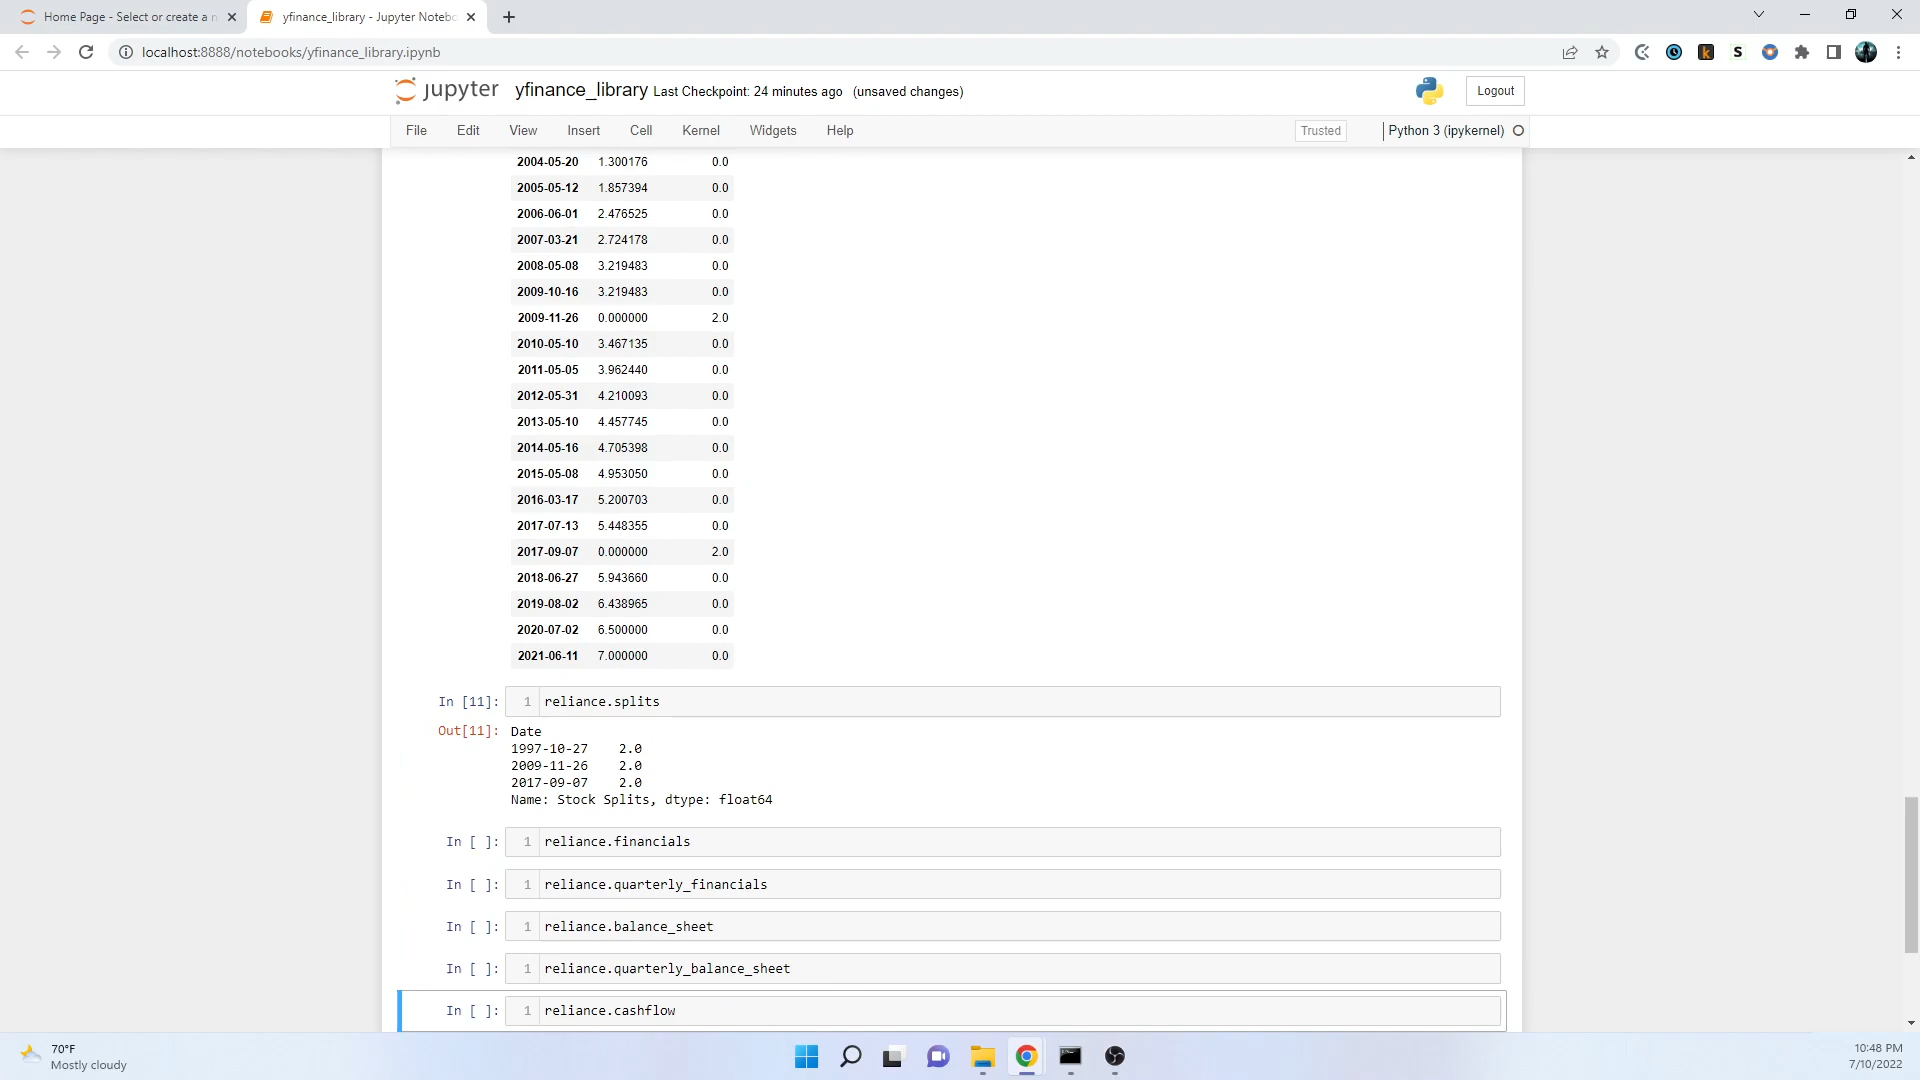 Home Page - Select or create a n
yfinance_library - Jupyter Notebo
localhost:8888/notebooks/yfinance_library.ipynb
jupyter yfinance_library Last Checkpoint: 24 minutes ago (unsaved changes)
Logout
File Edit View Insert Cell Kernel Widgets Help
Trusted
Python 3 (ipykernel)
2004-05-20 1.300176 0.0
2005-05-12 1.857394 0.0
2006-06-01 2.476525 0.0
2007-03-21 2.724178 0.0
2008-05-08 3.219483 0.0
2009-10-16 3.219483 0.0
2009-11-26 0.000000 2.0
2010-05-10 3.467135 0.0
2011-05-05 3.962440 0.0
2012-05-31 4.210093 0.0
2013-05-10 4.457745 0.0
2014-05-16 4.705398 0.0
2015-05-08 4.953050 0.0
2016-03-17 5.200703 0.0
2017-07-13 5.448355 0.0
2017-09-07 0.000000 2.0
2018-06-27 5.943660 0.0
2019-08-02 6.438965 0.0
2020-07-02 6.500000 0.0
2021-06-11 7.000000 0.0
In [11]: 1 reliance.splits
Out[11]: Date
1997-10-27 2.0
2009-11-26 2.0
2017-09-07 2.0
Name: Stock Splits, dtype: float64
In [ ]: 1 reliance.financials
In [ ]: 1 reliance.quarterly_financials
In [ ]: 1 reliance.balance_sheet
In [ ]: 1 reliance.quarterly_balance_sheet
In [ ]: 1 reliance.cashflow
70°F
Mostly cloudy
10:48 PM
7/10/2022